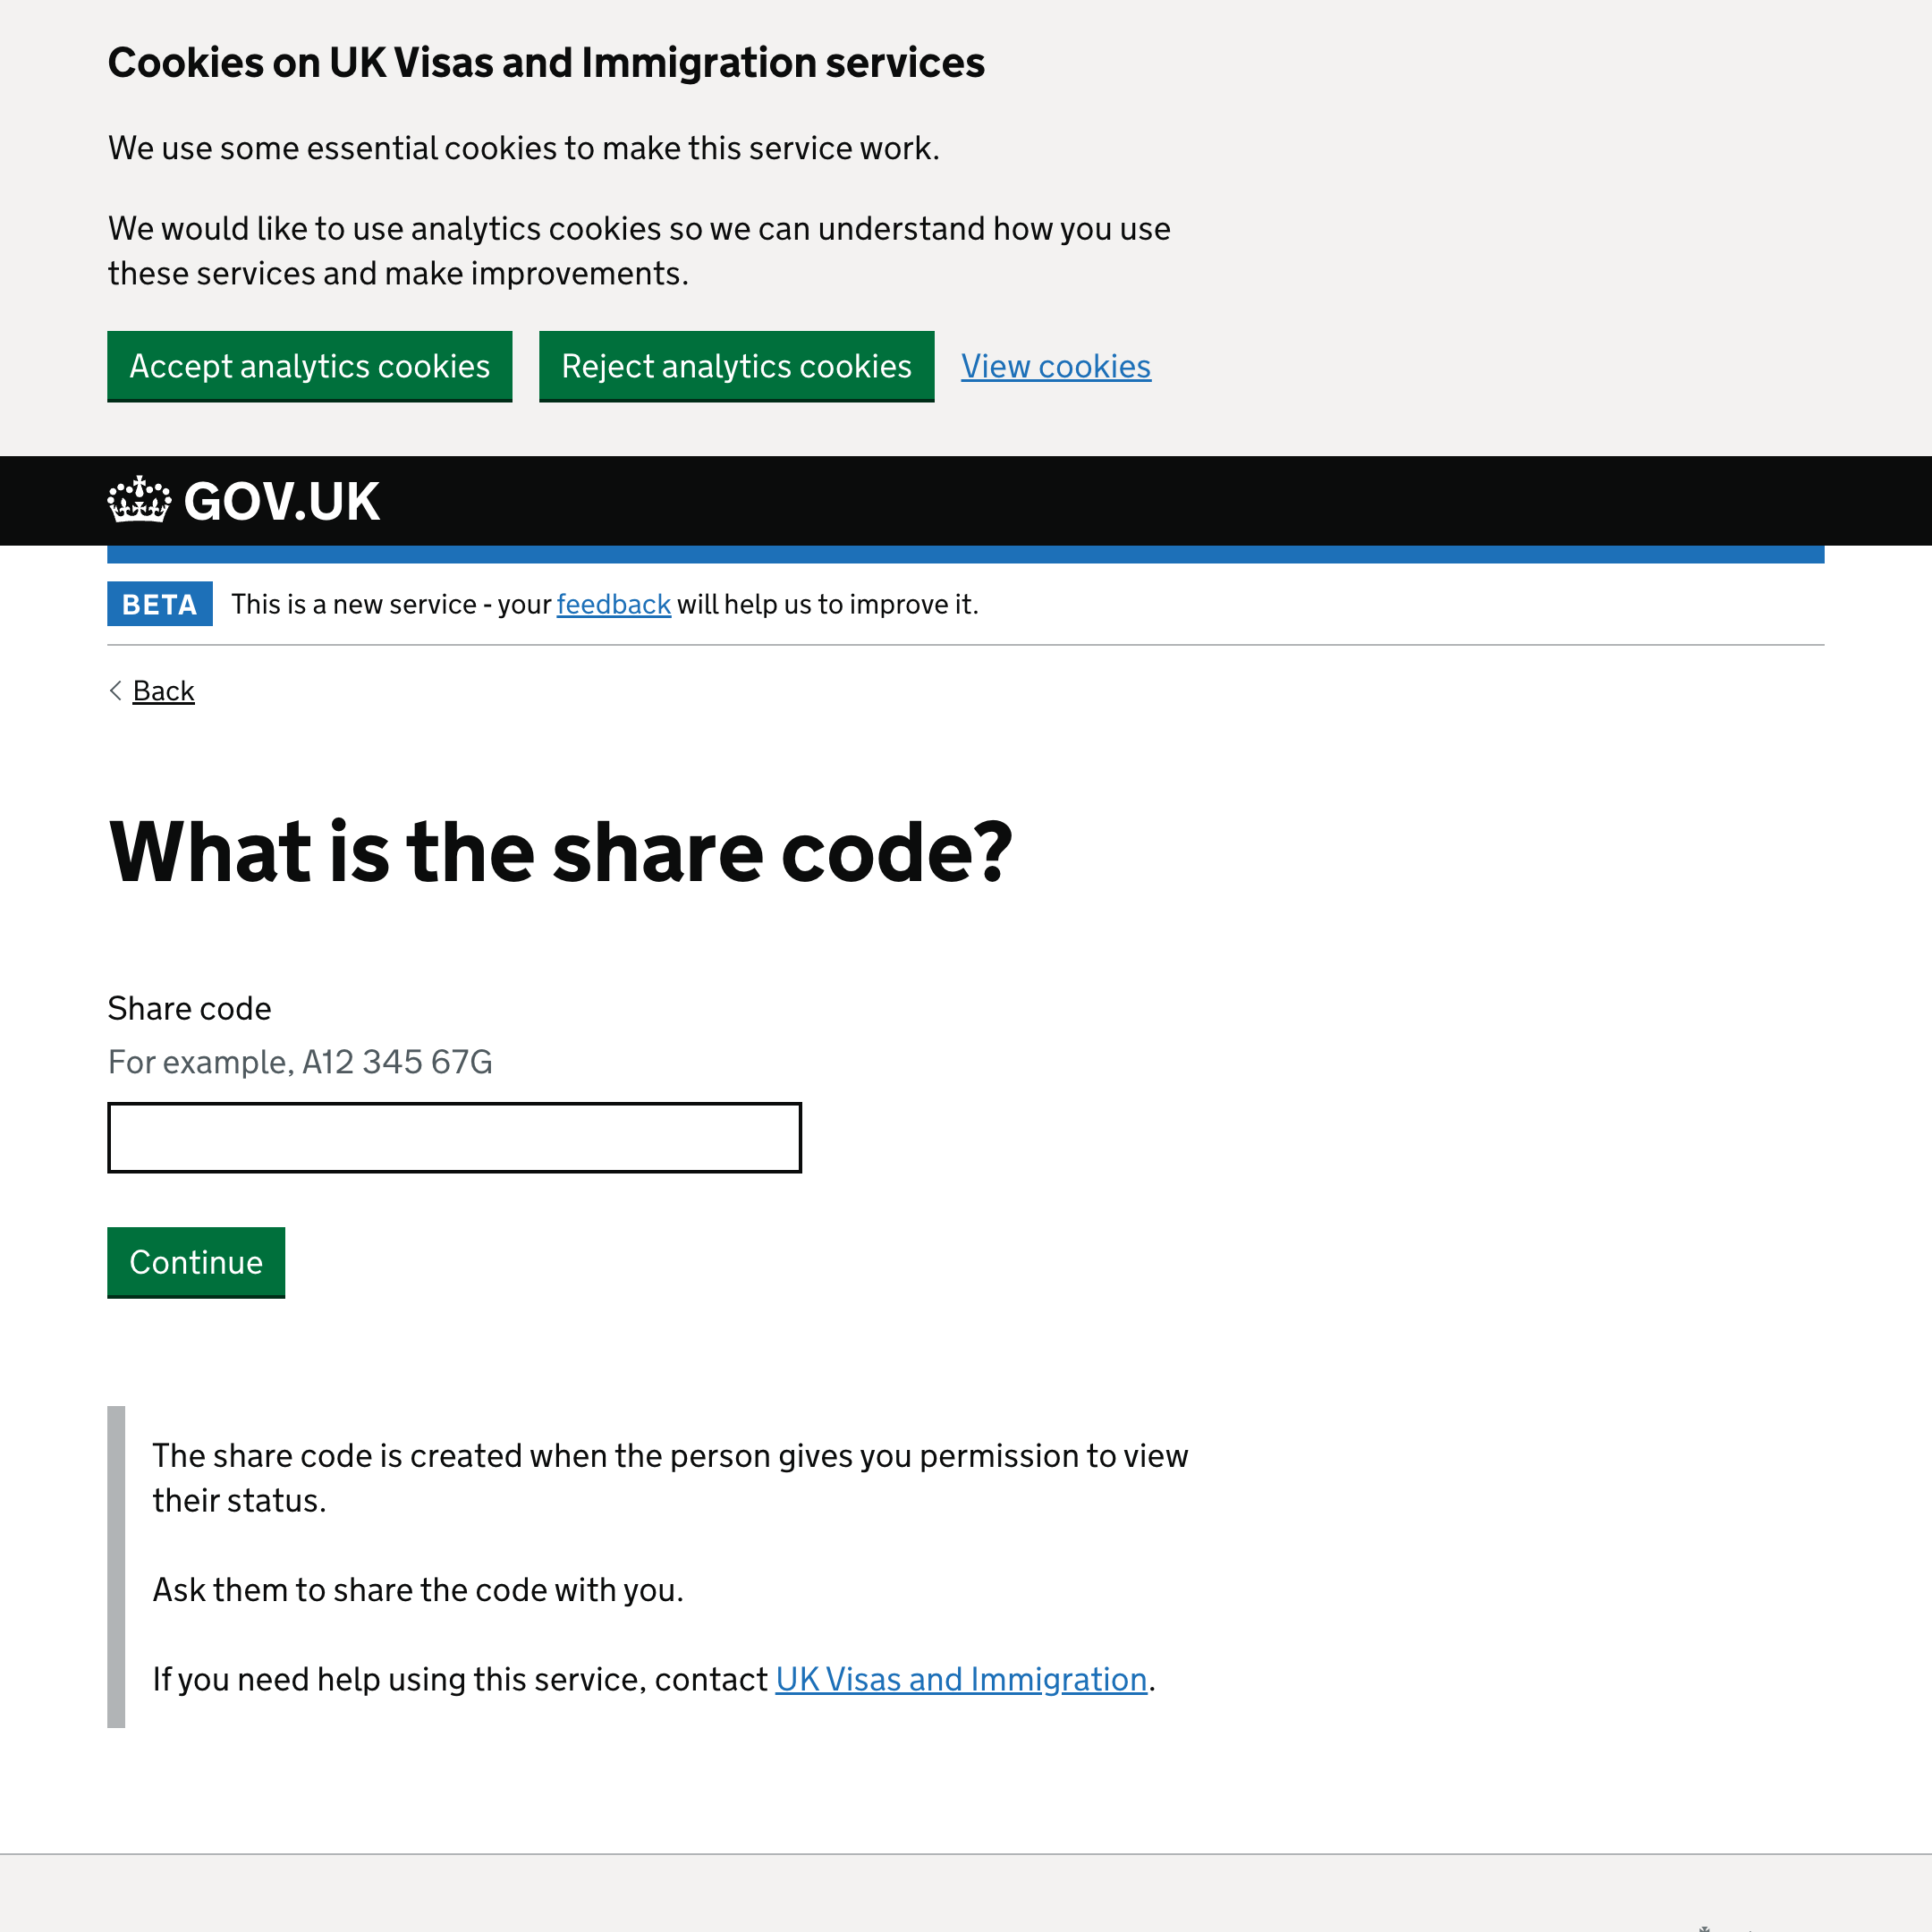 Cookies on UK Visas and Immigration services
We use some essential cookies to make this service work.
We would like to use analytics cookies so we can understand how you use
these services and make improvements.
Accept analytics cookies
Reject analytics cookies
View cookies
GOV.UK
BETA
This is a new service - your feedback will help us to improve it.
Back
What is the share code?
Share code
For example, A12 345 67G
Continue
The share code is created when the person gives you permission to view
their status.
Ask them to share the code with you.
If you need help using this service, contact UK Visas and Immigration.